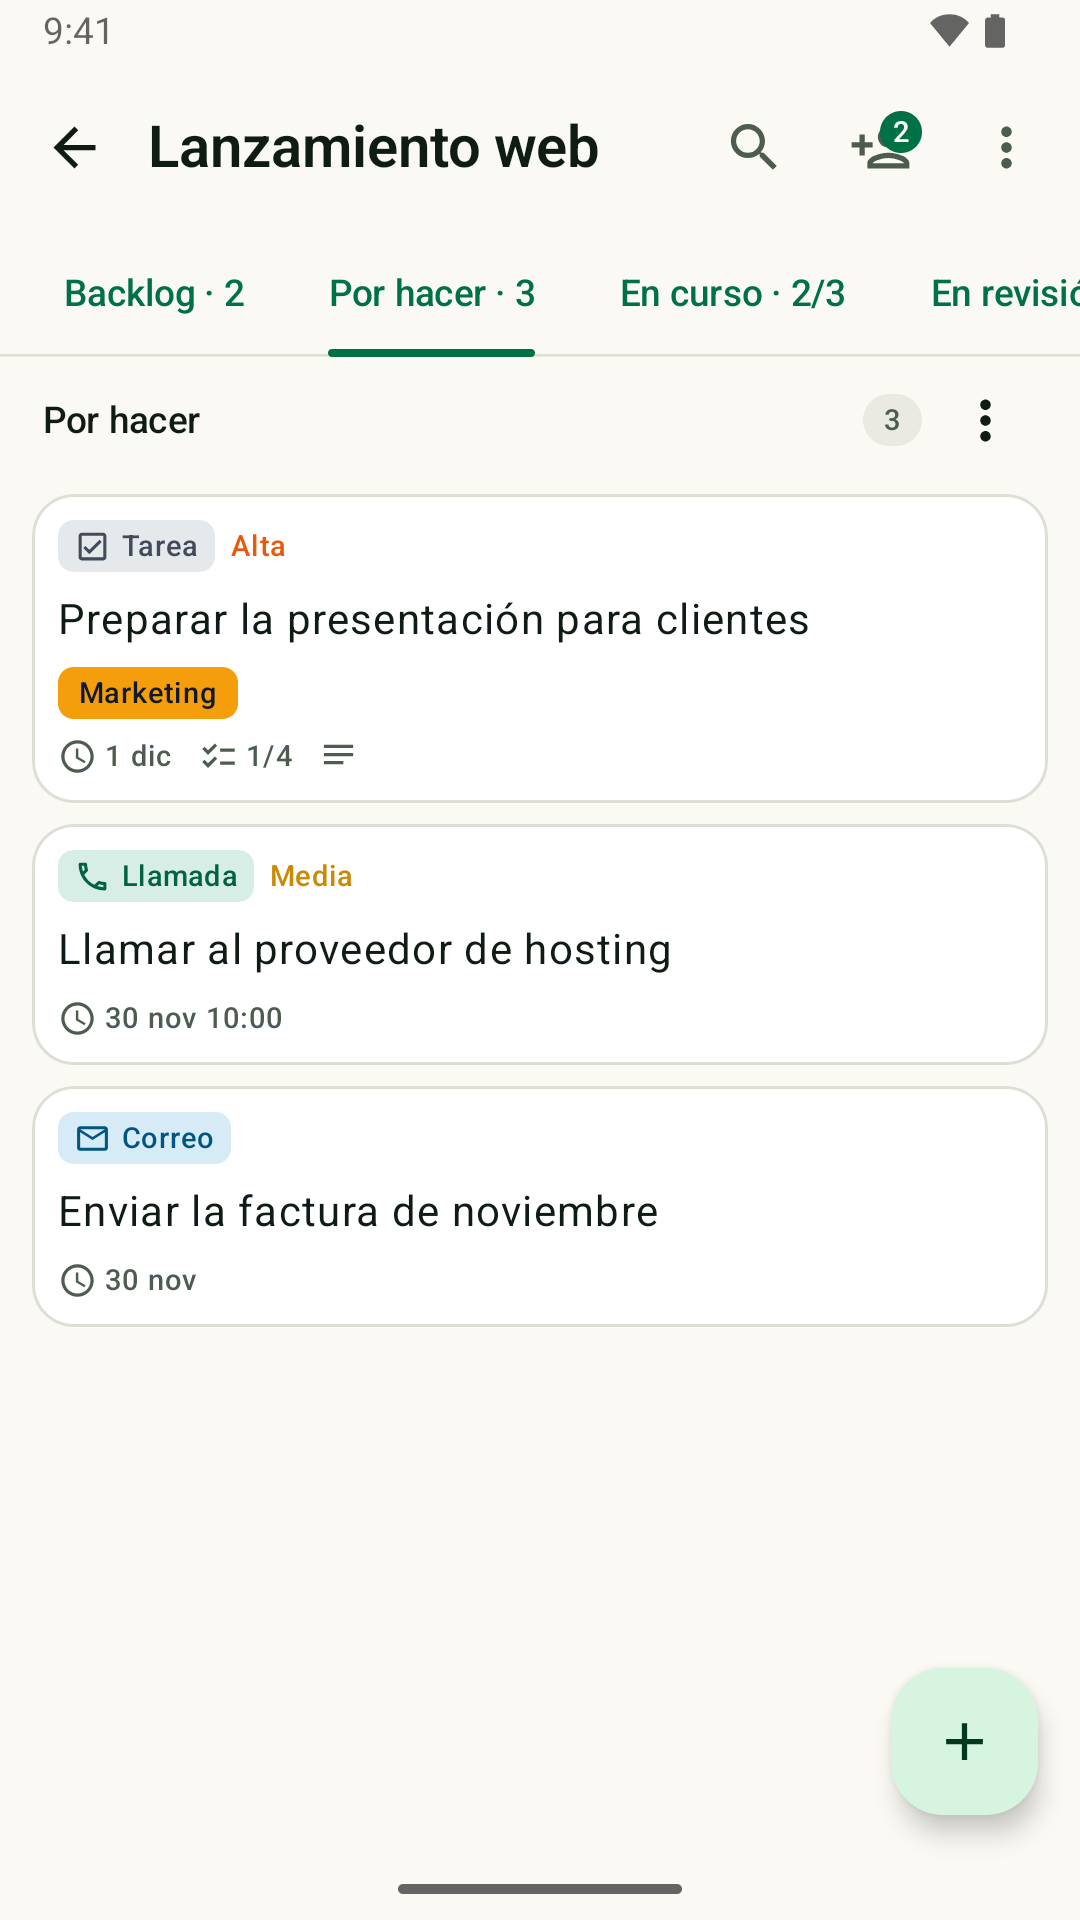 9:41
Lanzamiento web
2
Backlog · 2
Por hacer · 3
En curso · 2/3
En revisió
Por hacer
3
Tarea
Alta
Preparar la presentación para clientes
Marketing
1 dic
1/4
Llamada
Media
Llamar al proveedor de hosting
30 nov 10:00
Correo
Enviar la factura de noviembre
30 nov